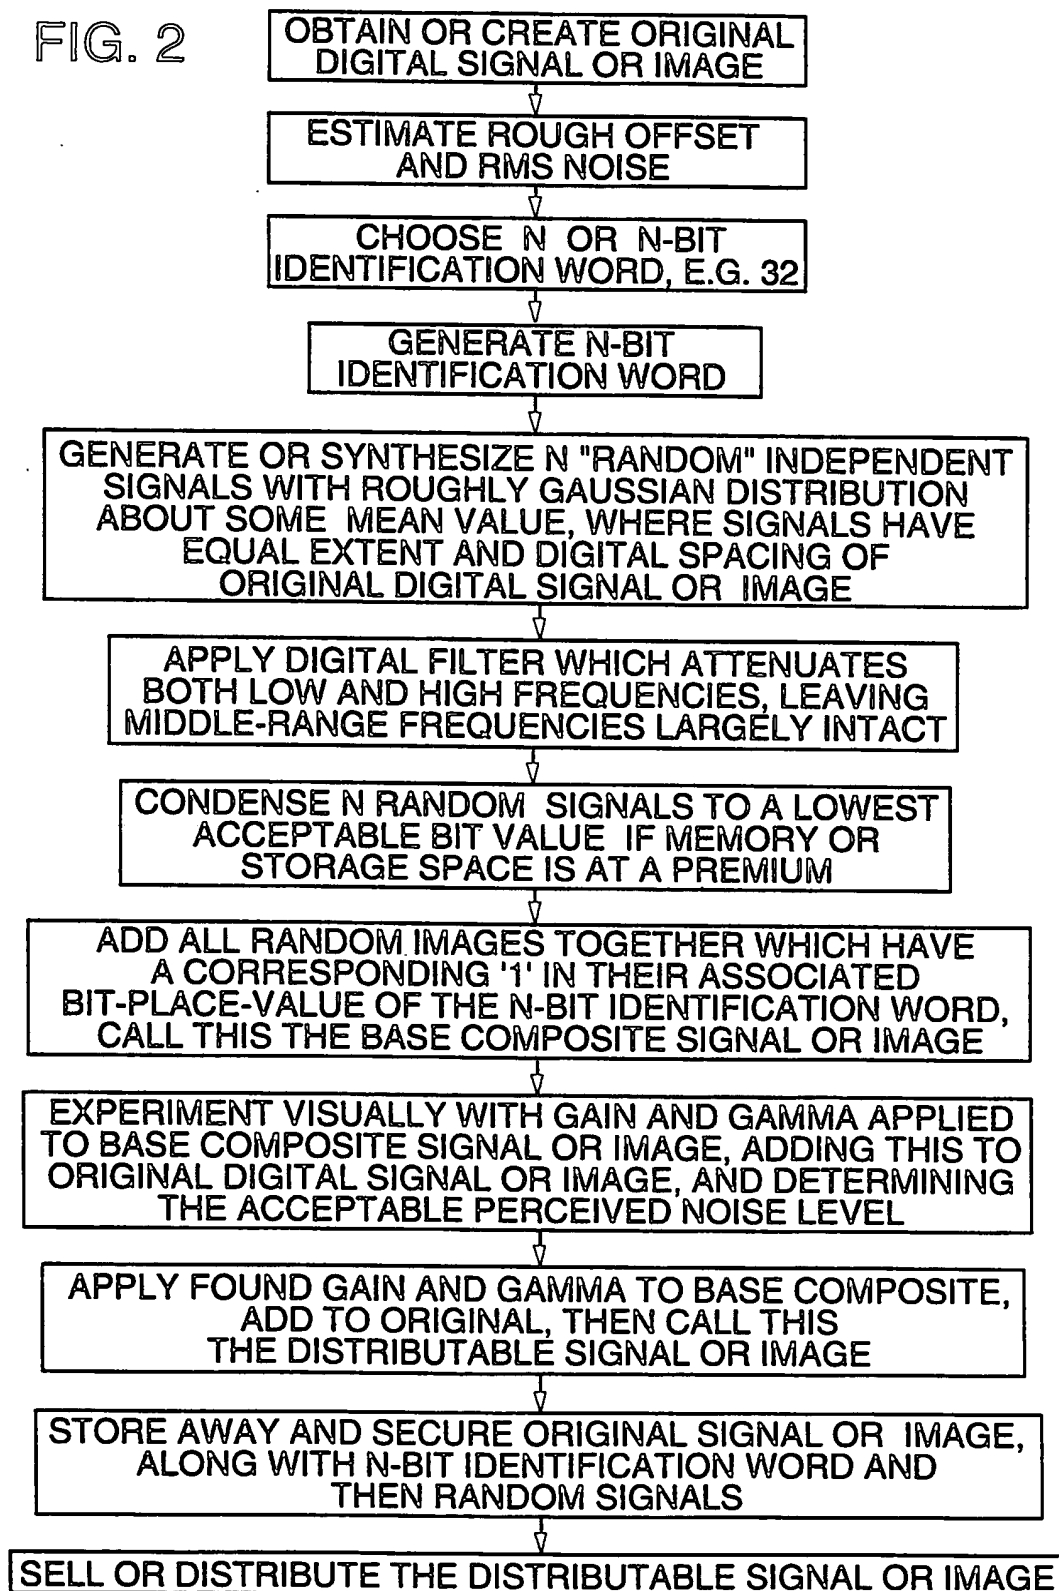 FIG. 2
OBTAIN OR CREATE ORIGINAL
DIGITAL SIGNAL OR IMAGE
ESTIMATE ROUGH OFFSET
AND RMS NOISE
CHOOSE N OR N-BIT
IDENTIFICATION WORD, E.G. 32
GENERATE N-BIT
IDENTIFICATION WORD
GENERATE OR SYNTHESIZE N "RANDOM" INDEPENDENT
SIGNALS WITH ROUGHLY GAUSSIAN DISTRIBUTION
ABOUT SOME MEAN VALUE, WHERE SIGNALS HAVE
EQUAL EXTENT AND DIGITAL SPACING OF
ORIGINAL DIGITAL SIGNAL OR IMAGE
APPLY DIGITAL FILTER WHICH ATTENUATES
BOTH LOW AND HIGH FREQUENCIES, LEAVING
MIDDLE-RANGE FREQUENCIES LARGELY INTACT
CONDENSE N RANDOM SIGNALS TO A LOWEST
ACCEPTABLE BIT VALUE IF MEMORY OR
STORAGE SPACE IS AT A PREMIUM
ADD ALL RANDOM IMAGES TOGETHER WHICH HAVE
A CORRESPONDING '1' IN THEIR ASSOCIATED
BIT-PLACE-VALUE OF THE N-BIT IDENTIFICATION WORD,
CALL THIS THE BASE COMPOSITE SIGNAL OR IMAGE
EXPERIMENT VISUALLY WITH GAIN AND GAMMA APPLIED
TO BASE COMPOSITE SIGNAL OR IMAGE, ADDING THIS TO
ORIGINAL DIGITAL SIGNAL OR IMAGE, AND DETERMINING
THE ACCEPTABLE PERCEIVED NOISE LEVEL
APPLY FOUND GAIN AND GAMMA TO BASE COMPOSITE,
ADD TO ORIGINAL, THEN CALL THIS
THE DISTRIBUTABLE SIGNAL OR IMAGE
STORE AWAY AND SECURE ORIGINAL SIGNAL OR IMAGE,
ALONG WITH N-BIT IDENTIFICATION WORD AND
THEN RANDOM SIGNALS
SELL OR DISTRIBUTE THE DISTRIBUTABLE SIGNAL OR IMAGE